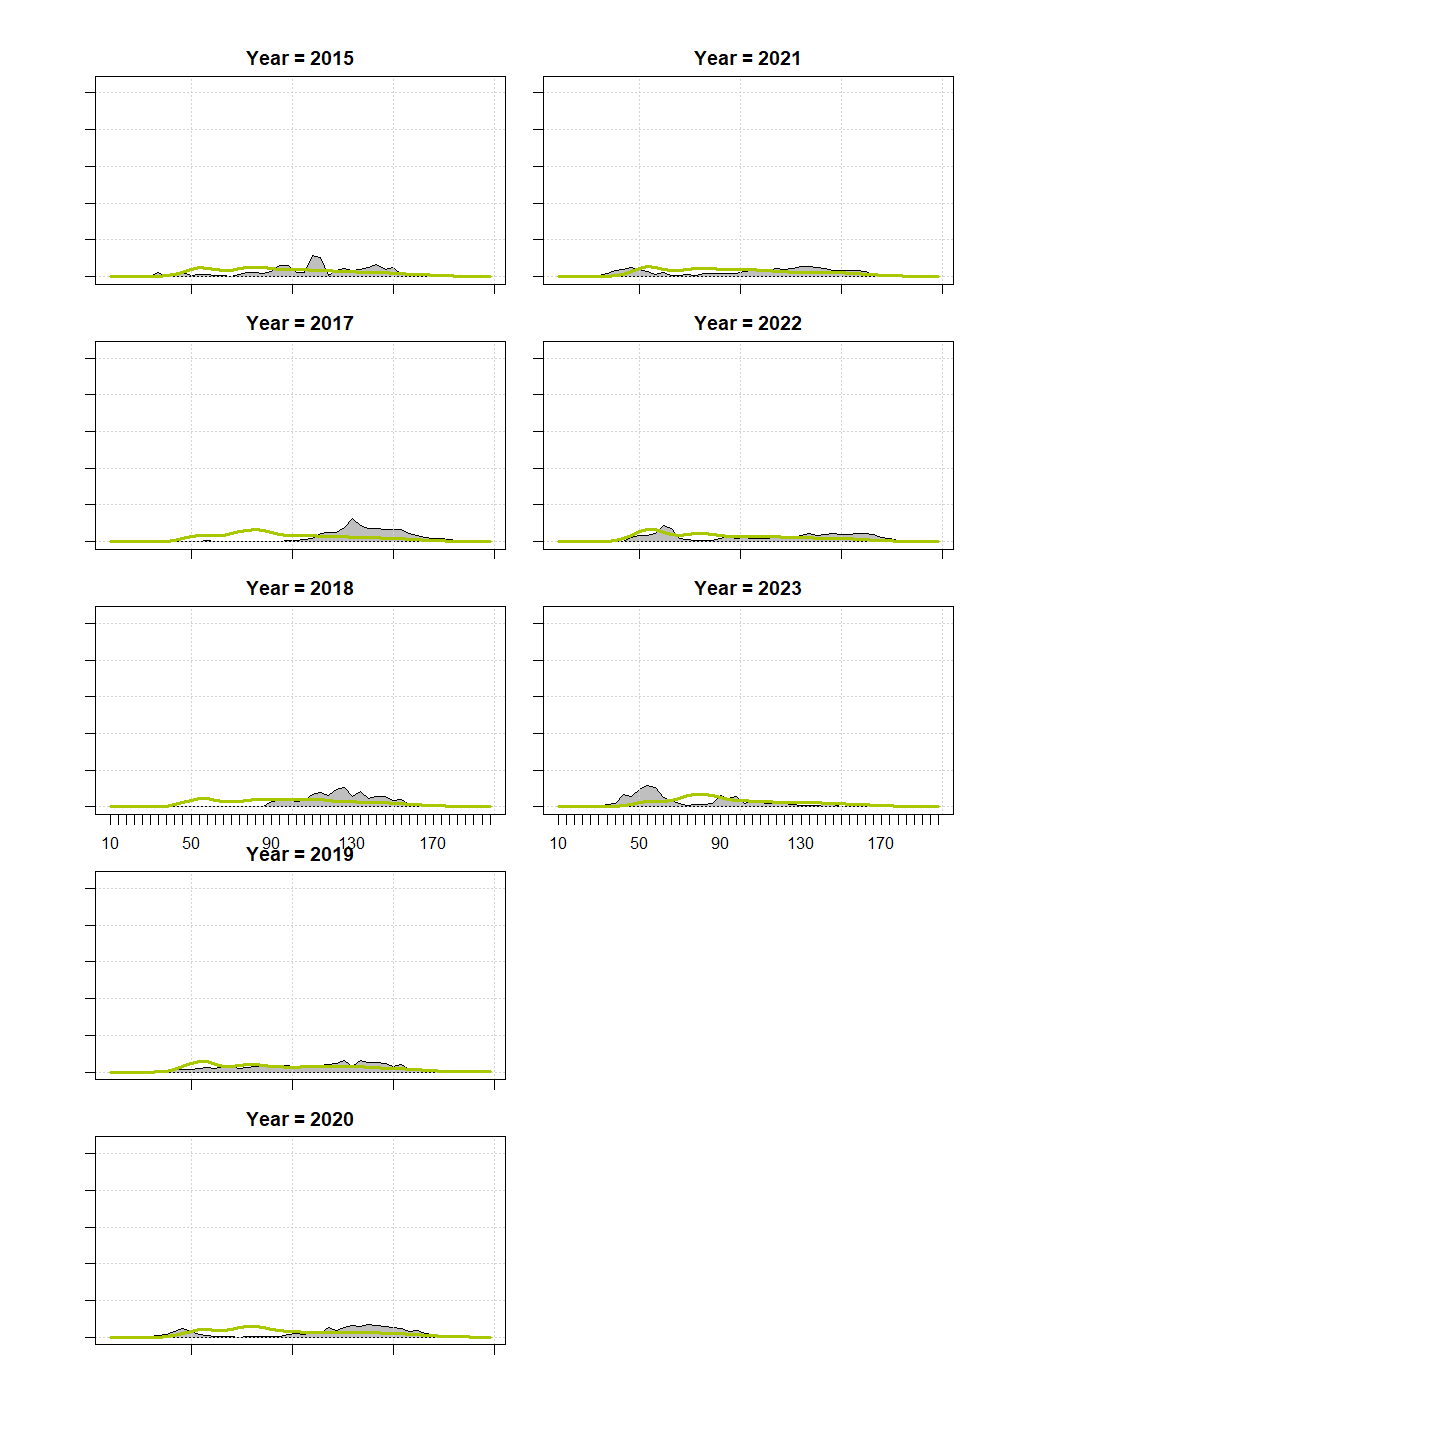 Year = 2015
Year = 2021
Year = 2017
Year = 2022
Year = 2018
Year = 2023
10 50 90 130 170
10 50 90 130 170
Year = 2019
Year = 2020